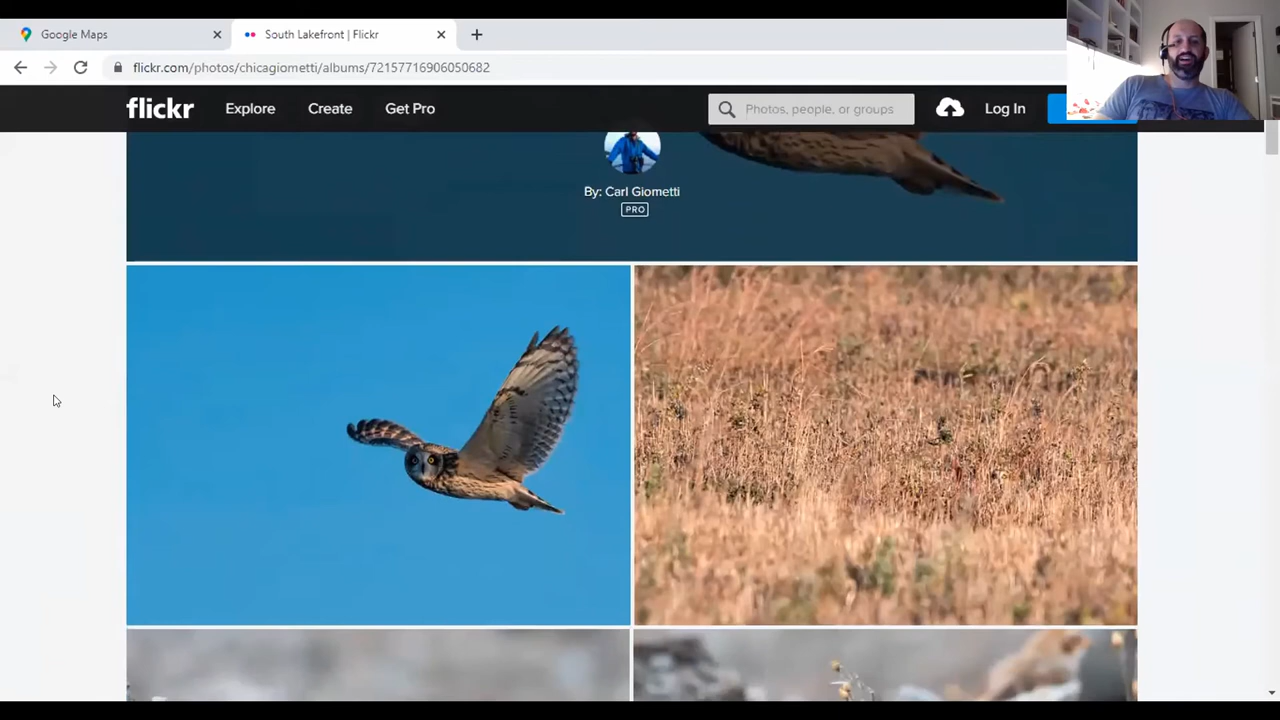 Google Maps
South Lakefront | Flickr
flickr.com/photos/chicagiometti/albums/72157716906050682
flickr
Explore
Create
Get Pro
Photos, people, or groups
Log In
By: Carl Giometti
PRO